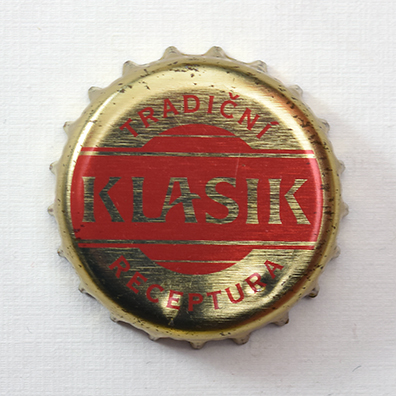 TRADIČNÍ
KLASIK
RECEPTURA